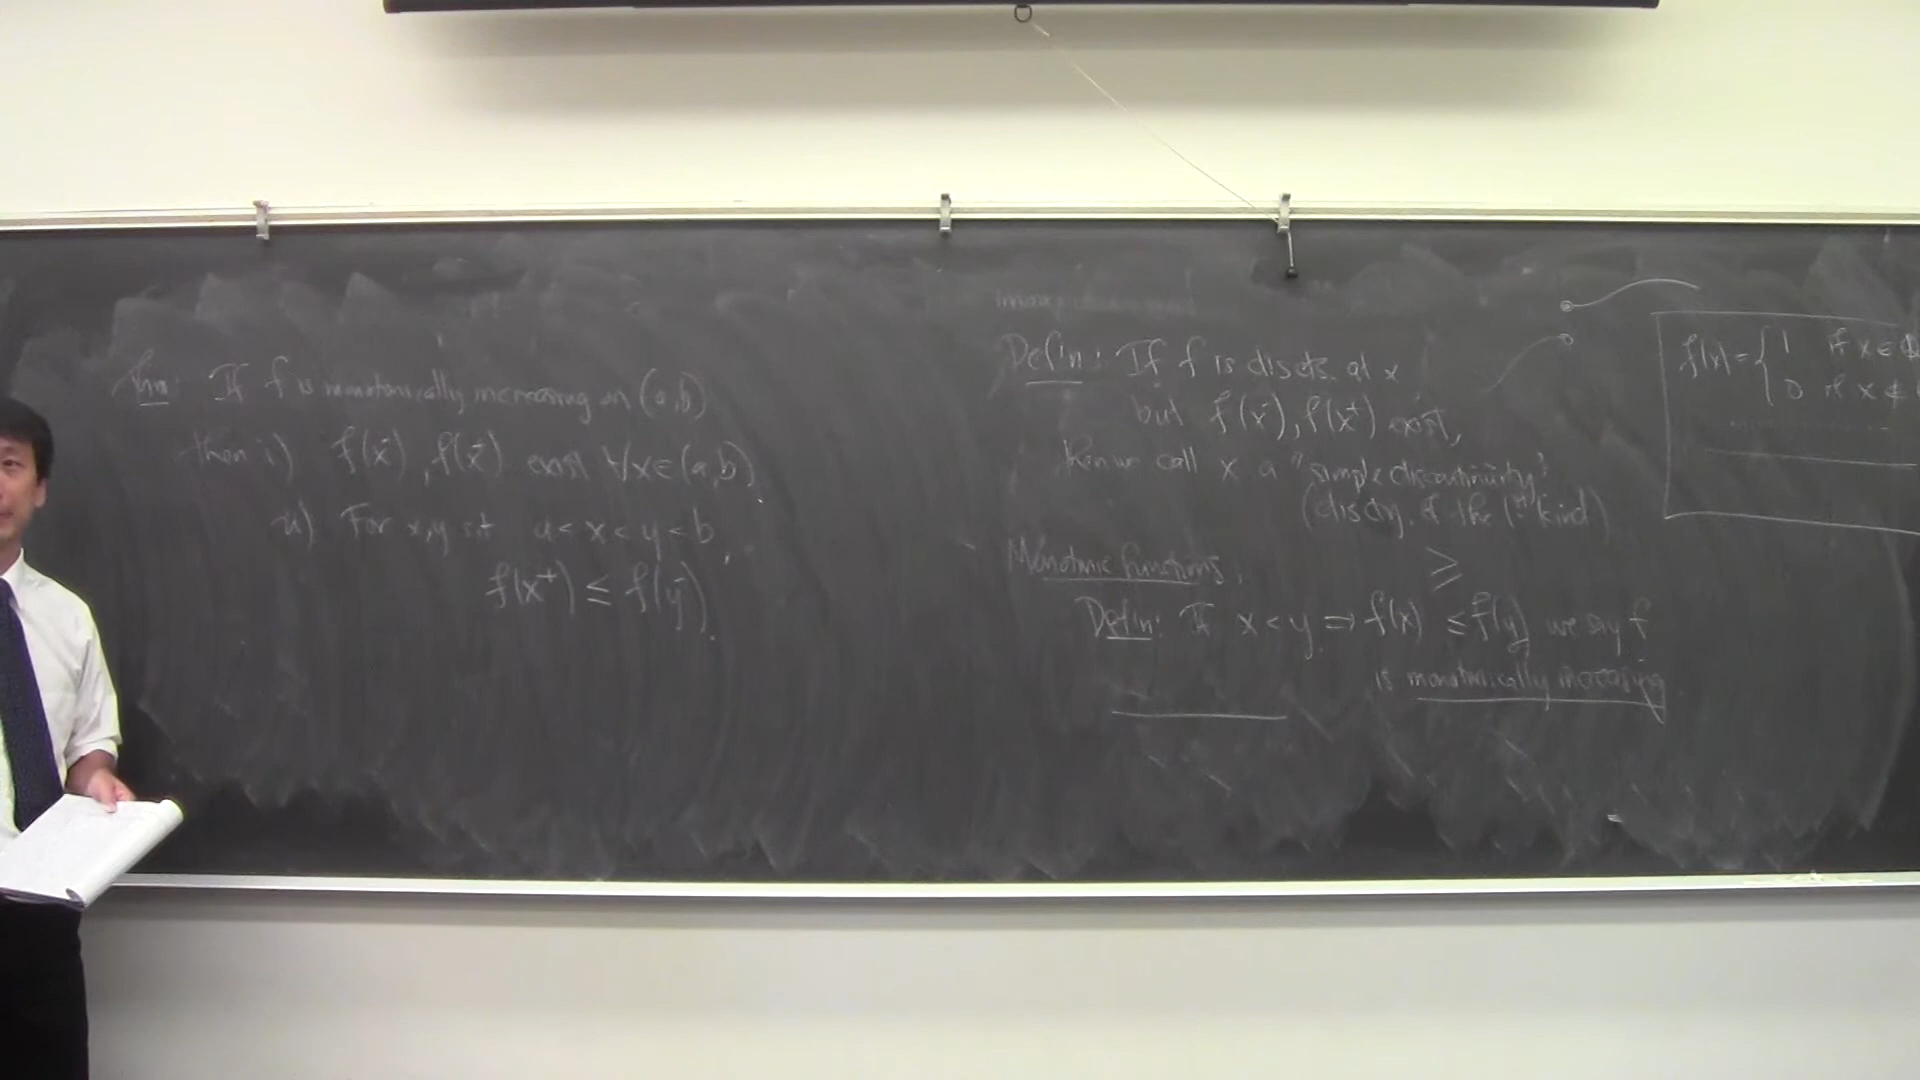 Thm: If f is monotonically increasing on (a,b)
then i) f(x⁻), f(x⁺) exist ∀x∈(a,b)
ii) For x,y s.t. a < x < y < b,
f(x⁺) ≤ f(y⁻).
Defin: If f is discts. at x
but f(x⁻), f(x⁺) exist,
then we call x a "simple discontinuity"
(discty. of the 1st kind)
Monotonic functions.
≥
Defin: If x < y ⇒ f(x) ≤ f(y) we say f
is monotonically increasing
f(x) = { 1 if x ∈ Q
0 if x ∉